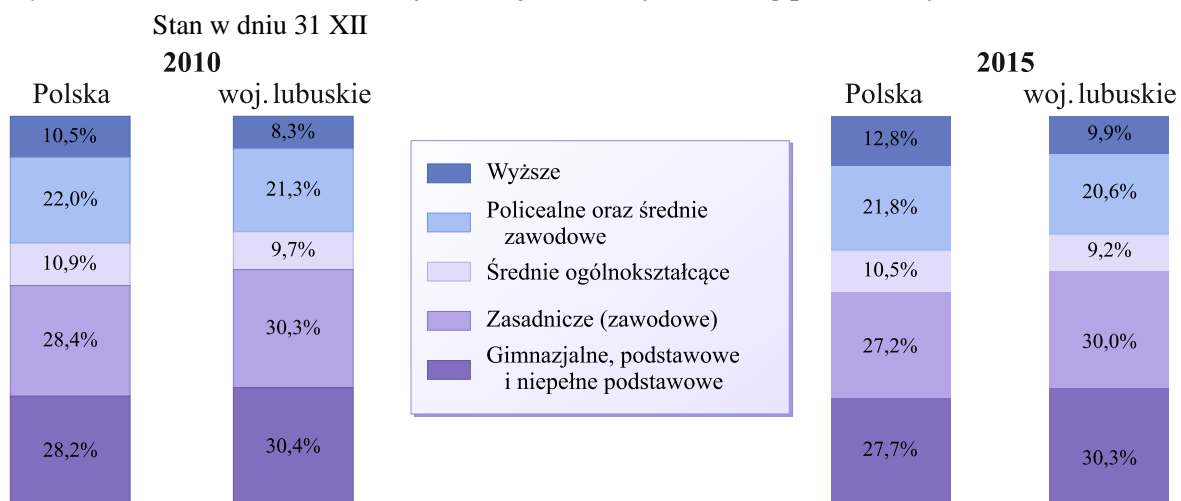 Stan w dniu 31 XII
2010
Polska
woj. lubuskie
10,5%
22,0%
10,9%
28,4%
28,2%
8,3%
21,3%
9,7%
30,3%
30,4%
Wyższe
Policealne oraz średnie
zawodowe
Średnie ogólnokształcące
Zasadnicze (zawodowe)
Gimnazjalne, podstawowe
i niepełne podstawowe
2015
Polska
woj. lubuskie
12,8%
21,8%
10,5%
27,2%
27,7%
9,9%
20,6%
9,2%
30,0%
30,3%